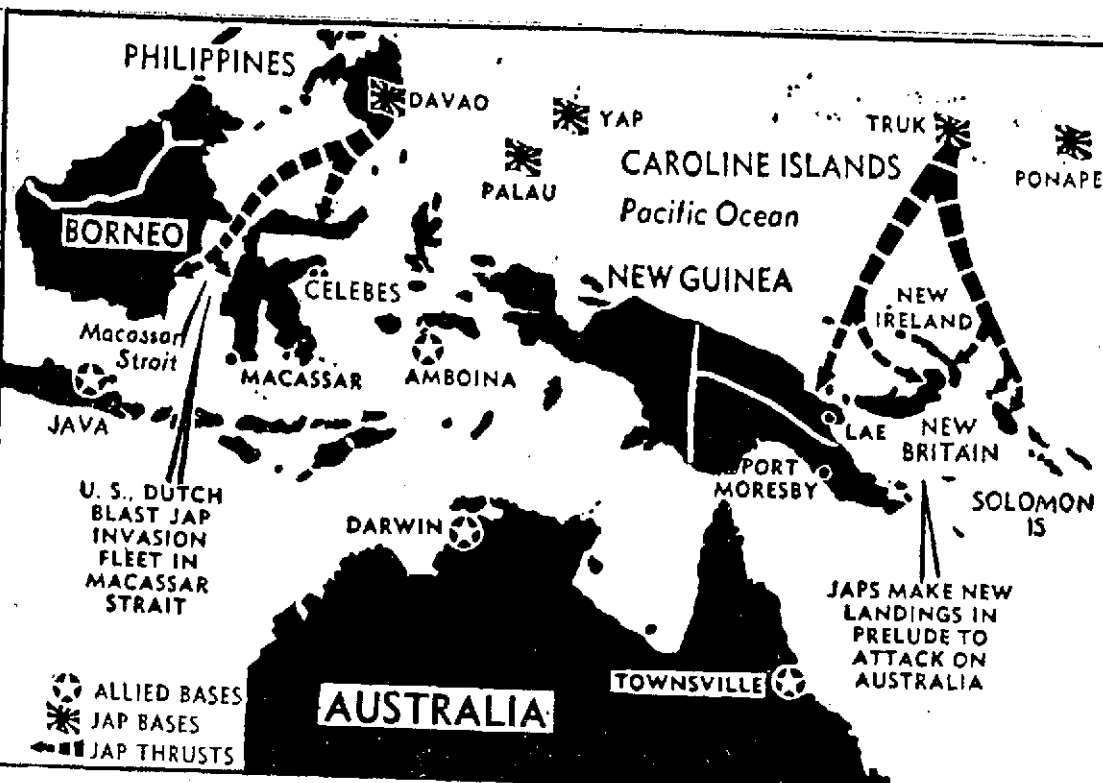 PHILIPPINES
DAVAO
YAP
TRUK
PALAU
CAROLINE ISLANDS
PONAPE
Pacific Ocean
BORNEO
NEW GUINEA
CELEBES
NEW
IRELAND
Macassar
Strait
MACASSAR
AMBOINA
JAVA
LAE
NEW
BRITAIN
PORT
MORESBY
SOLOMON
IS
U. S., DUTCH
BLAST JAP
INVASION
FLEET IN
MACASSAR
STRAIT
DARWIN
JAPS MAKE NEW
LANDINGS IN
PRELUDE TO
ATTACK ON
AUSTRALIA
TOWNSVILLE
AUSTRALIA
ALLIED BASES
JAP BASES
JAP THRUSTS